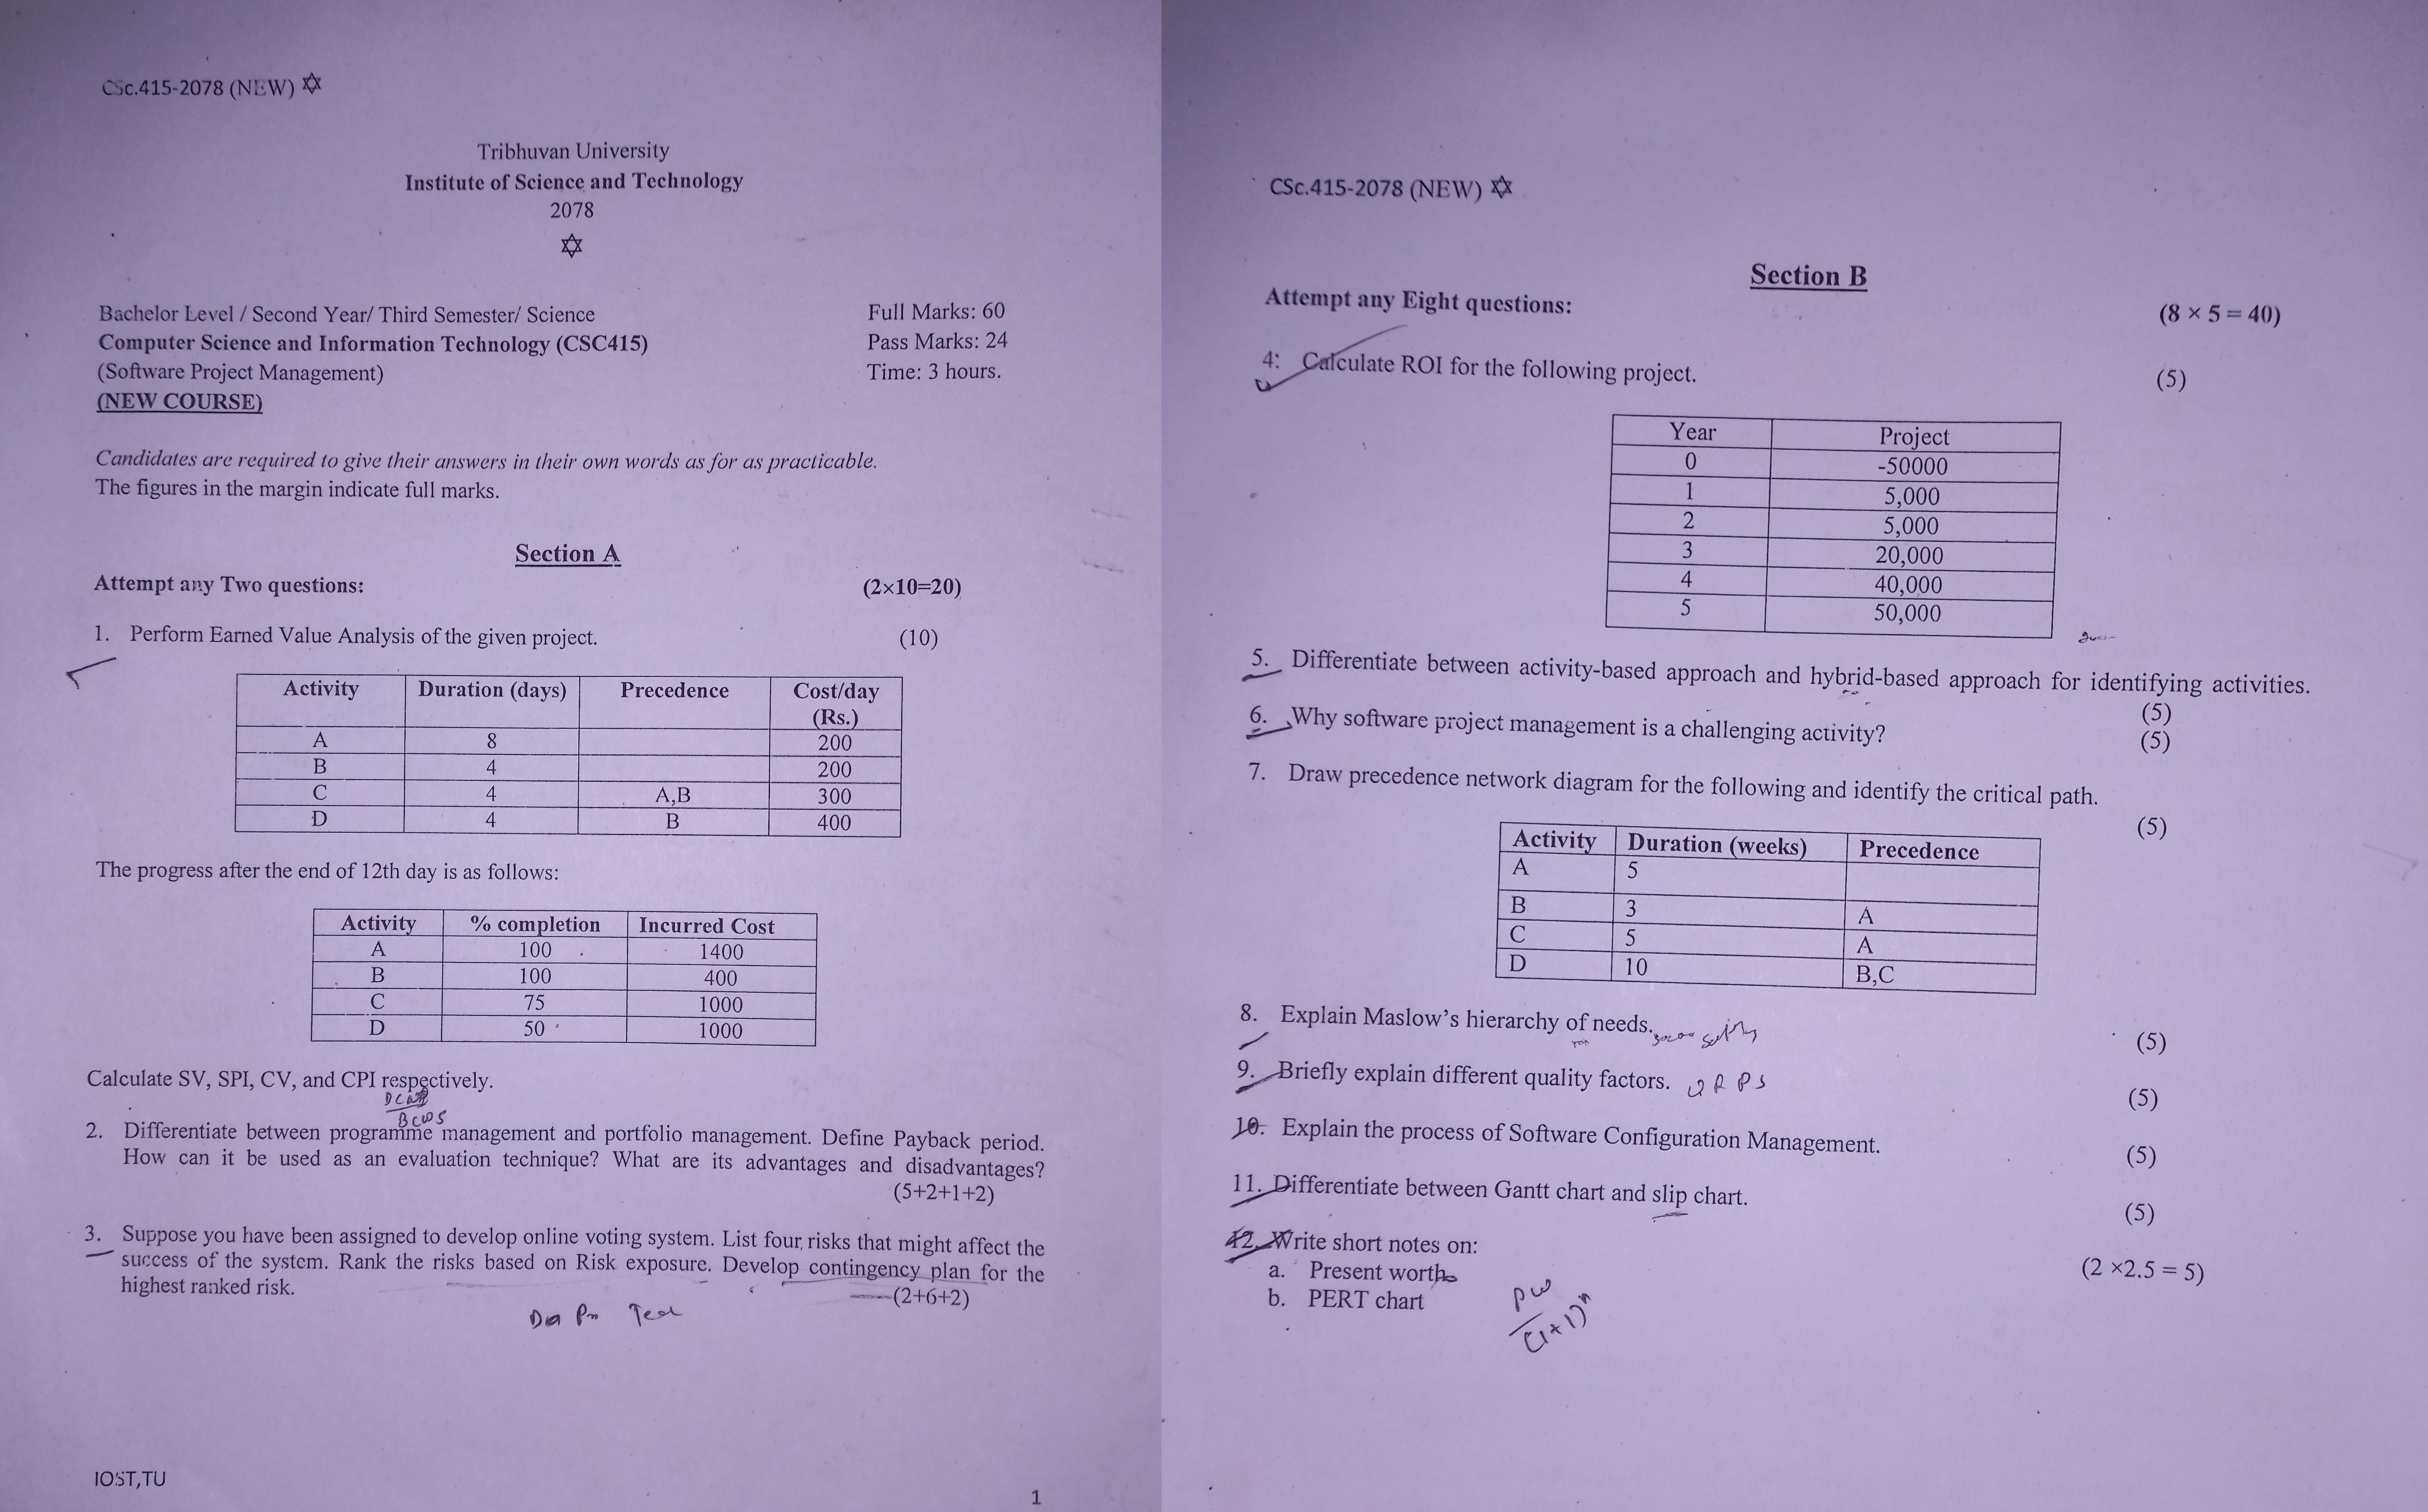 CSc.415-2078 (NEW) ✡
Tribhuvan University
Institute of Science and Technology
2078
✡
Bachelor Level / Second Year/ Third Semester/ Science
Full Marks: 60
Computer Science and Information Technology (CSC415)
Pass Marks: 24
(Software Project Management)
Time: 3 hours.
(NEW COURSE)
Candidates are required to give their answers in their own words as for as practicable.
The figures in the margin indicate full marks.
Section A
Attempt any Two questions: (2×10=20)
1. Perform Earned Value Analysis of the given project. (10)
Activity Duration (days) Precedence Cost/day
(Rs.)
A 8 200
B 4 200
C 4 A,B 300
D 4 B 400
The progress after the end of 12th day is as follows:
Activity % completion Incurred Cost
A 100 1400
B 100 400
C 75 1000
D 50 1000
Calculate SV, SPI, CV, and CPI respectively.
BCWS
2. Differentiate between programme management and portfolio management. Define Payback period.
How can it be used as an evaluation technique? What are its advantages and disadvantages?
(5+2+1+2)
3. Suppose you have been assigned to develop online voting system. List four risks that might affect the
success of the system. Rank the risks based on Risk exposure. Develop contingency plan for the
highest ranked risk. (2+6+2)
IOST,TU
1
CSc.415-2078 (NEW) ✡
Section B
Attempt any Eight questions: (8 × 5 = 40)
4: Calculate ROI for the following project. (5)
Year Project
0 -50000
1 5,000
2 5,000
3 20,000
4 40,000
5 50,000
5. Differentiate between activity-based approach and hybrid-based approach for identifying activities.
(5)
6. Why software project management is a challenging activity? (5)
7. Draw precedence network diagram for the following and identify the critical path.
(5)
Activity Duration (weeks) Precedence
A 5
B 3 A
C 5 A
D 10 B,C
8. Explain Maslow's hierarchy of needs. (5)
9. Briefly explain different quality factors. (5)
10. Explain the process of Software Configuration Management. (5)
11. Differentiate between Gantt chart and slip chart. (5)
12. Write short notes on: (2 ×2.5 = 5)
a. Present worth
b. PERT chart
PW
(1+1)ⁿ